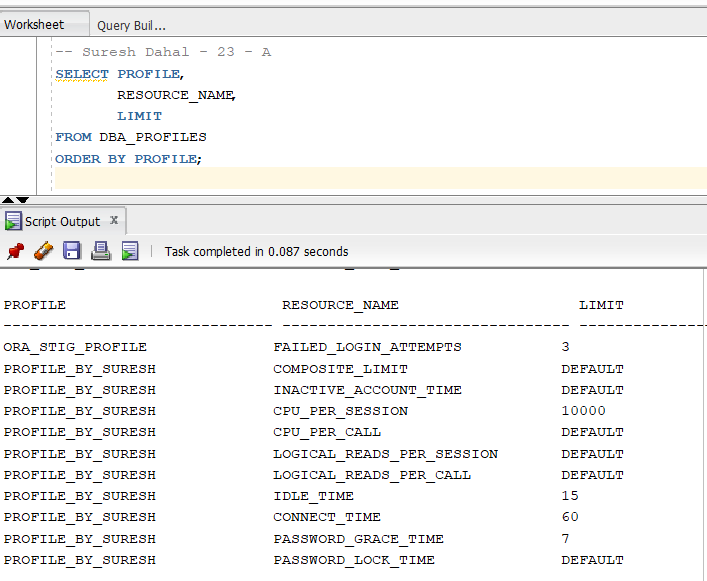 Worksheet Query Buil...
-- Suresh Dahal - 23 - A
SELECT PROFILE,
RESOURCE_NAME,
LIMIT
FROM DBA_PROFILES
ORDER BY PROFILE;
Script Output x
Task completed in 0.087 seconds
PROFILE RESOURCE_NAME LIMIT
ORA_STIG_PROFILE FAILED_LOGIN_ATTEMPTS 3
PROFILE_BY_SURESH COMPOSITE_LIMIT DEFAULT
PROFILE_BY_SURESH INACTIVE_ACCOUNT_TIME DEFAULT
PROFILE_BY_SURESH CPU_PER_SESSION 10000
PROFILE_BY_SURESH CPU_PER_CALL DEFAULT
PROFILE_BY_SURESH LOGICAL_READS_PER_SESSION DEFAULT
PROFILE_BY_SURESH LOGICAL_READS_PER_CALL DEFAULT
PROFILE_BY_SURESH IDLE_TIME 15
PROFILE_BY_SURESH CONNECT_TIME 60
PROFILE_BY_SURESH PASSWORD_GRACE_TIME 7
PROFILE_BY_SURESH PASSWORD_LOCK_TIME DEFAULT